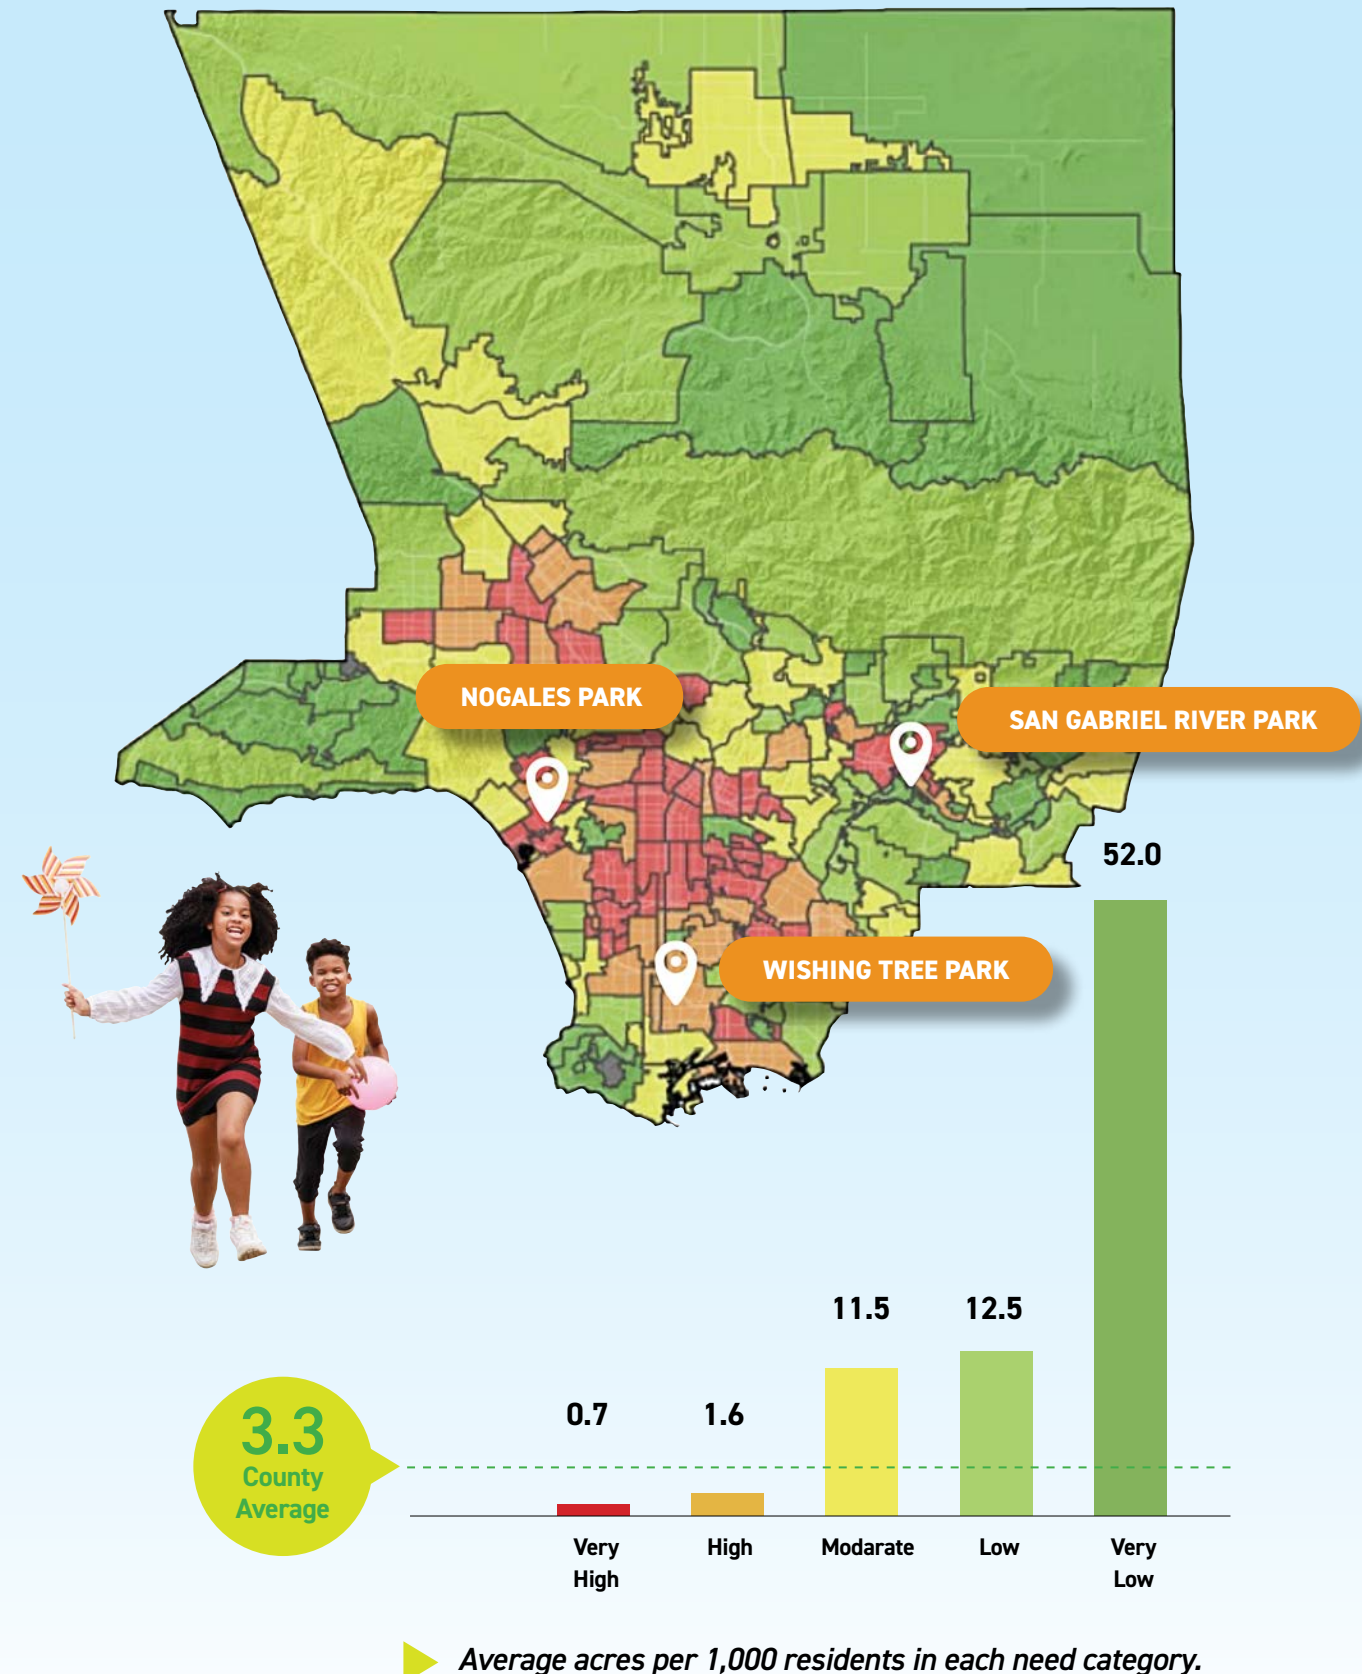 NOGALES PARK
SAN GABRIEL RIVER PARK
WISHING TREE PARK
52.0
11.5
12.5
0.7
1.6
3.3
County
Average
Very
High
High
Modarate
Low
Very
Low
Average acres per 1,000 residents in each need category.